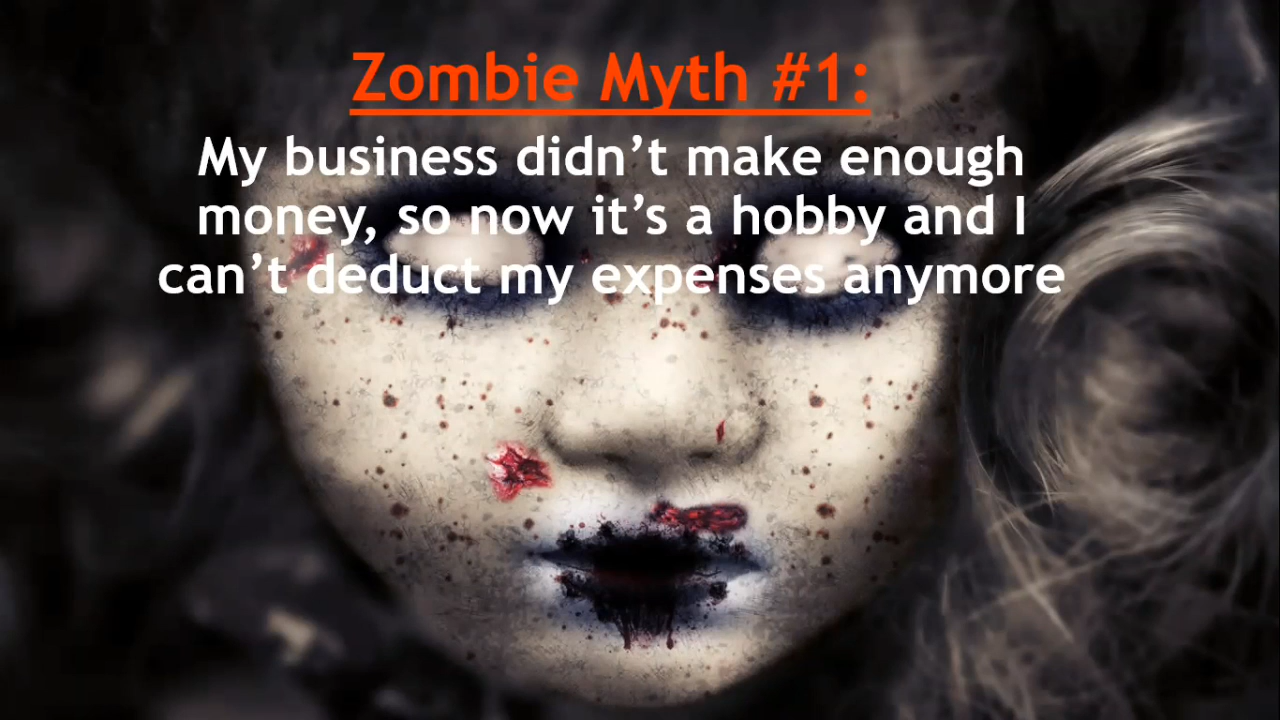 Zombie Myth #1:
My business didn’t make enough
money, so now it’s a hobby and I
can’t deduct my expenses anymore